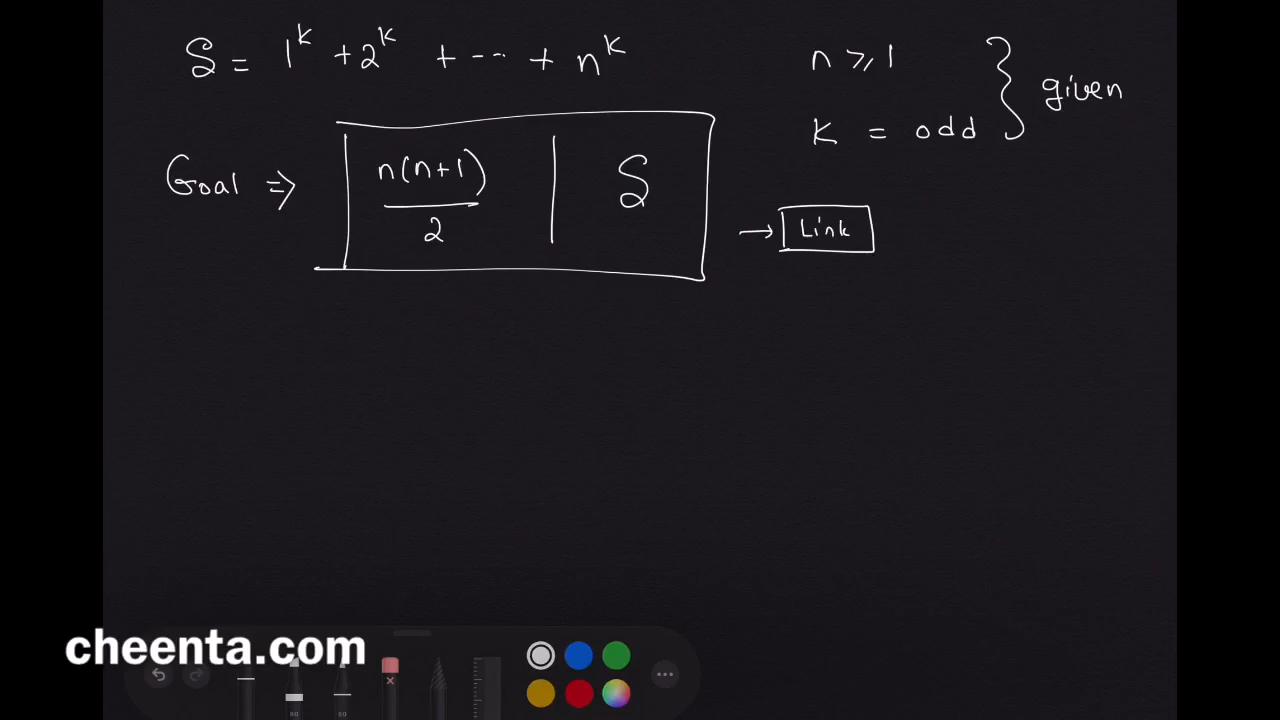 S = 1^k + 2^k + --- + n^k
n ≥ 1
k = odd
} given
Goal ⇒ n(n+1)/2 | S
→ Link
cheenta.com